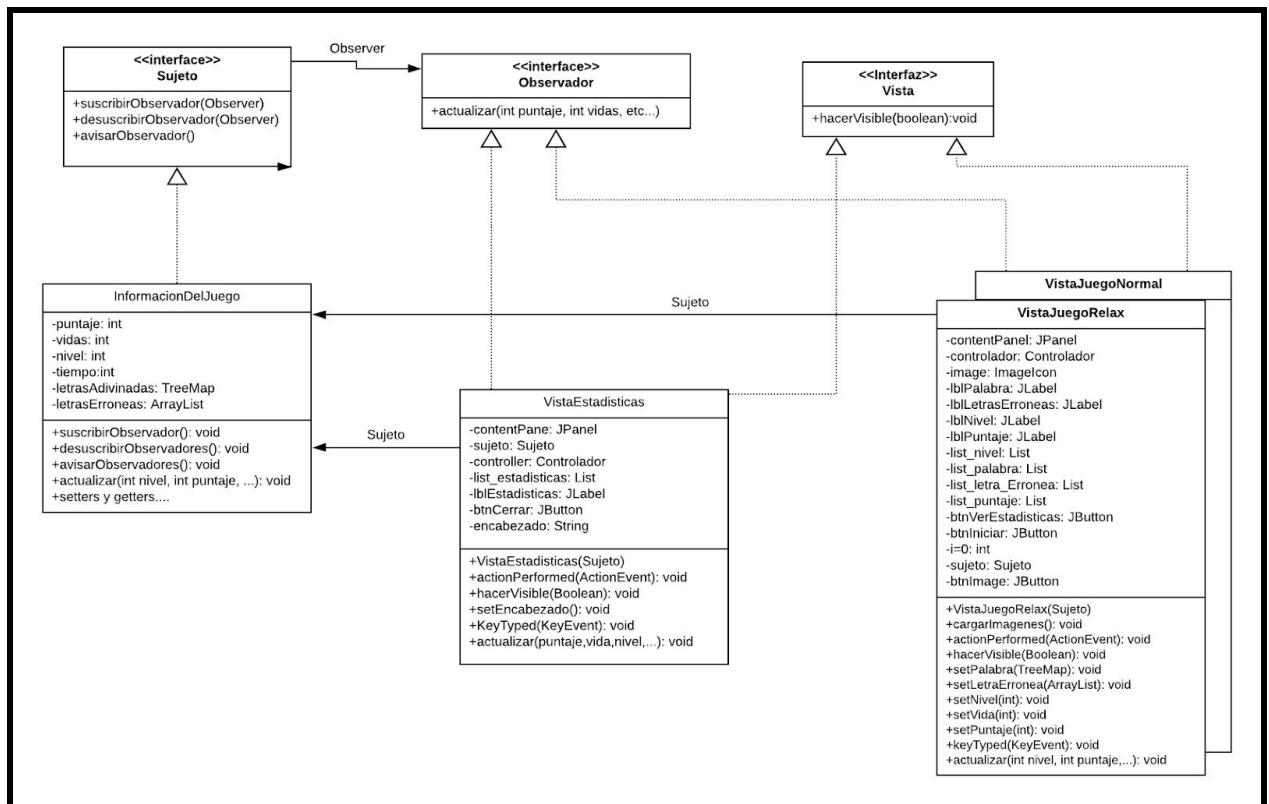 <<interface>>
Sujeto
+suscribirObservador(Observer)
+desuscribirObservador(Observer)
+avisarObservador()
Observer
<<interface>>
Observador
+actualizar(int puntaje, int vidas, etc...)
<<Interfaz>>
Vista
+hacerVisible(boolean):void
InformacionDelJuego
-puntaje: int
-vidas: int
-nivel: int
-tiempo:int
-letrasAdivinadas: TreeMap
-letrasErroneas: ArrayList
+suscribirObservador(): void
+desuscribirObservadores(): void
+avisarObservadores(): void
+actualizar(int nivel, int puntaje, ...): void
+setters y getters....
Sujeto
Sujeto
VistaEstadisticas
-contentPane: JPanel
-sujeto: Sujeto
-controller: Controlador
-list_estadisticas: List
-lblEstadisticas: JLabel
-btnCerrar: JButton
-encabezado: String
+VistaEstadisticas(Sujeto)
+actionPerformed(ActionEvent): void
+hacerVisible(Boolean): void
+setEncabezado(): void
+KeyTyped(KeyEvent): void
+actualizar(puntaje,vida,nivel,...): void
VistaJuegoNormal
VistaJuegoRelax
-contentPanel: JPanel
-controlador: Controlador
-image: ImageIcon
-lblPalabra: JLabel
-lblLetrasErroneas: JLabel
-lblNivel: JLabel
-lblPuntaje: JLabel
-list_nivel: List
-list_palabra: List
-list_letra_Erronea: List
-list_puntaje: List
-btnVerEstadisticas: JButton
-btnIniciar: JButton
-i=0: int
-sujeto: Sujeto
-btnImage: JButton
+VistaJuegoRelax(Sujeto)
+cargarImagenes(): void
+actionPerformed(ActionEvent): void
+hacerVisible(Boolean): void
+setPalabra(TreeMap): void
+setLetraErronea(ArrayList): void
+setNivel(int): void
+setVida(int): void
+setPuntaje(int): void
+keyTyped(KeyEvent): void
+actualizar(int nivel, int puntaje,...): void